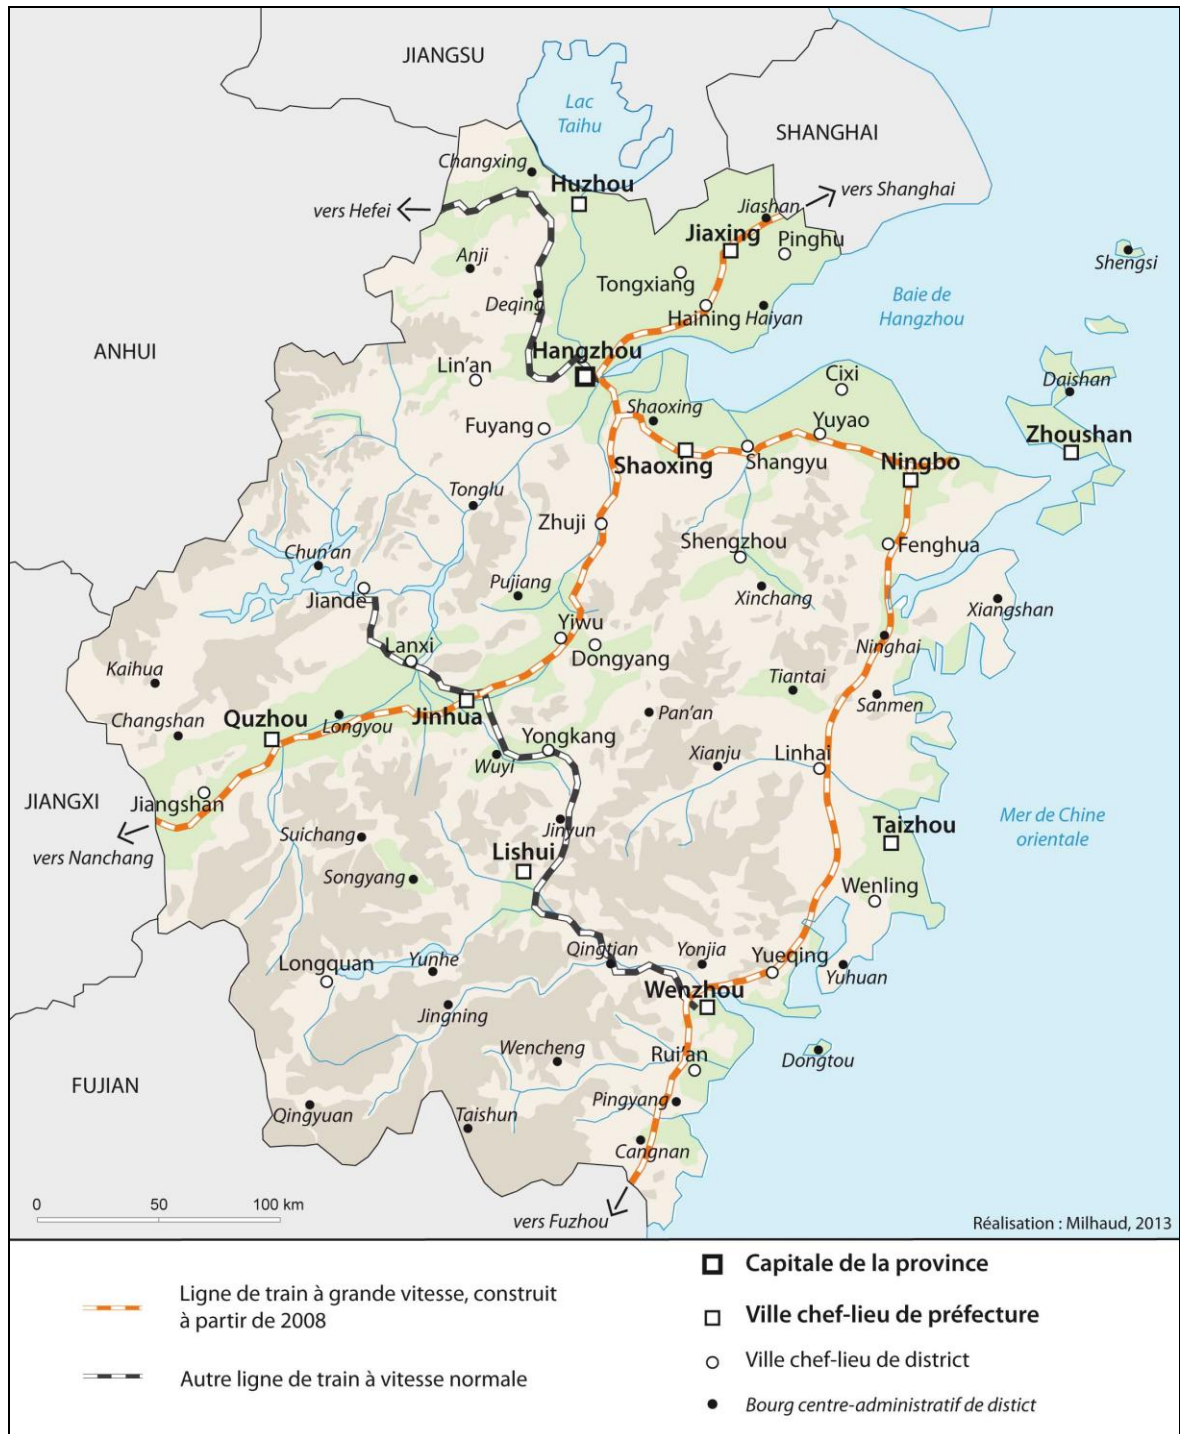 JIANGSU
Lac
Taihu
SHANGHAI
Changxing
Huzhou
vers Shanghai
vers Hefei
Jiashan
Jiaxing
Pinghu
Anji
Shengsi
Tongxiang
Deqing
Haining
Haiyan
Baie de
Hangzhou
ANHUI
Hangzhou
Lin'an
Cixi
Daishan
Shaoxing
Fuyang
Yuyao
Zhoushan
Shaoxing
Shangyu
Ningbo
Tonglu
Zhuji
Shengzhou
Fenghua
Chun'an
Pujiang
Jiande
Xinchang
Xiangshan
Yiwu
Lanxi
Dongyang
Ninghai
Kaihua
Tiantai
Sanmen
Changshan
Quzhou
Longyou
Jinhua
Pan'an
Yongkang
Wuyi
Xianju
Linhai
JIANGXI
Jiangshan
Mer de Chine
orientale
Taizhou
vers Nanchang
Suichang
Jinyun
Lishui
Songyang
Wenling
Qingtian
Yonjia
Yueqing
Longquan
Yunhe
Yuhuan
Wenzhou
Jingning
Wencheng
Rui'an
Dongtou
FUJIAN
Qingyuan
Taishun
Pingyang
Cangnan
0 50 100 km
vers Fuzhou
Réalisation : Milhaud, 2013
Ligne de train à grande vitesse, construit
à partir de 2008
Autre ligne de train à vitesse normale
Capitale de la province
Ville chef-lieu de préfecture
Ville chef-lieu de district
Bourg centre-administratif de distict